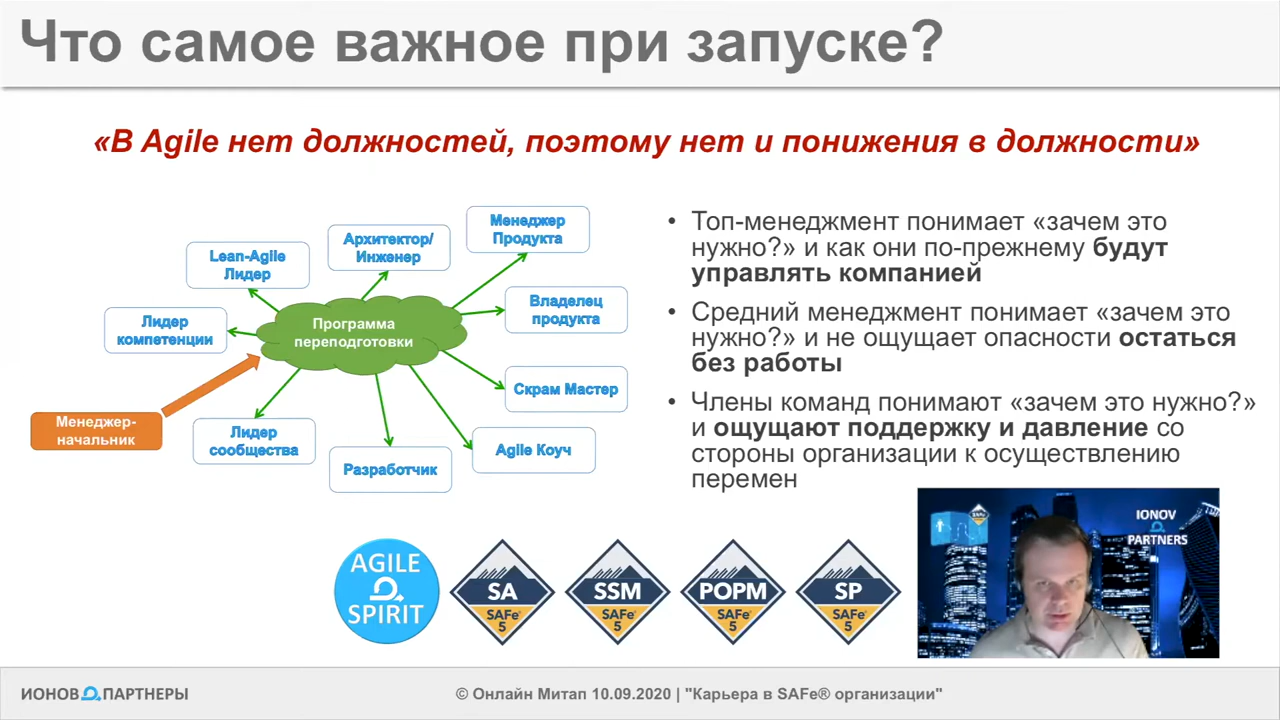 Что самое важное при запуске?
«В Agile нет должностей, поэтому нет и понижения в должности»
Менеджер
Продукта
Архитектор/
Инженер
Lean-Agile
Лидер
Владелец
продукта
Лидер
компетенции
Программа
переподготовки
Скрам Мастер
Менеджер-
начальник
Лидер
сообщества
Разработчик
Agile Коуч
• Топ-менеджмент понимает «зачем это
нужно?» и как они по-прежнему будут
управлять компанией
• Средний менеджмент понимает «зачем это
нужно?» и не ощущает опасности остаться
без работы
• Члены команд понимают «зачем это нужно?»
и ощущают поддержку и давление со
стороны организации к осуществлению
перемен
AGILE
SPIRIT
SA
SAFe®
5
SSM
SAFe®
5
POPM
SAFe®
5
SP
SAFe®
5
SAFe
IONOV
PARTNERS
ИОНОВ ПАРТНЕРЫ
© Онлайн Митап 10.09.2020 | "Карьера в SAFe® организации"